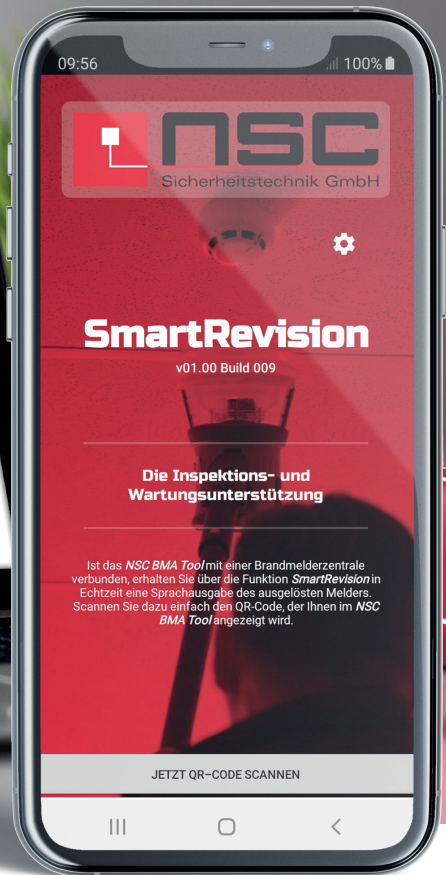 09:56
100%
nsc
Sicherheitstechnik GmbH
SmartRevision
v01.00 Build 009
Die Inspektions- und
Wartungsunterstützung
Ist das NSC BMA Tool mit einer Brandmelderzentrale
verbunden, erhalten Sie über die Funktion SmartRevision in
Echtzeit eine Sprachausgabe des ausgelösten Melders.
Scannen Sie dazu einfach den QR-Code, der Ihnen im NSC
BMA Tool angezeigt wird.
JETZT QR-CODE SCANNEN